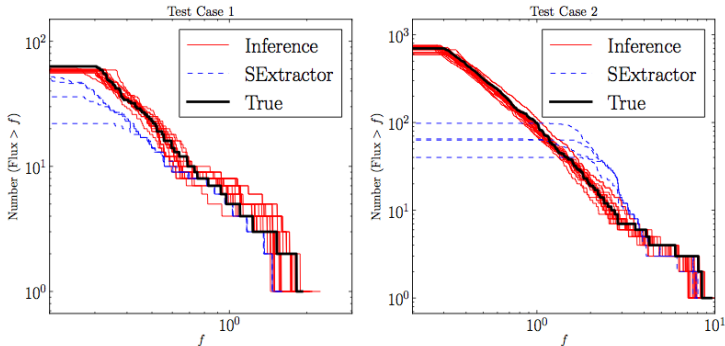 Test Case 1
Number (Flux > f)
10²
10¹
10⁰
Inference
SExtractor
True
10⁰
f
Test Case 2
Number (Flux > f)
10³
10²
10¹
10⁰
Inference
SExtractor
True
10⁰
10¹
f